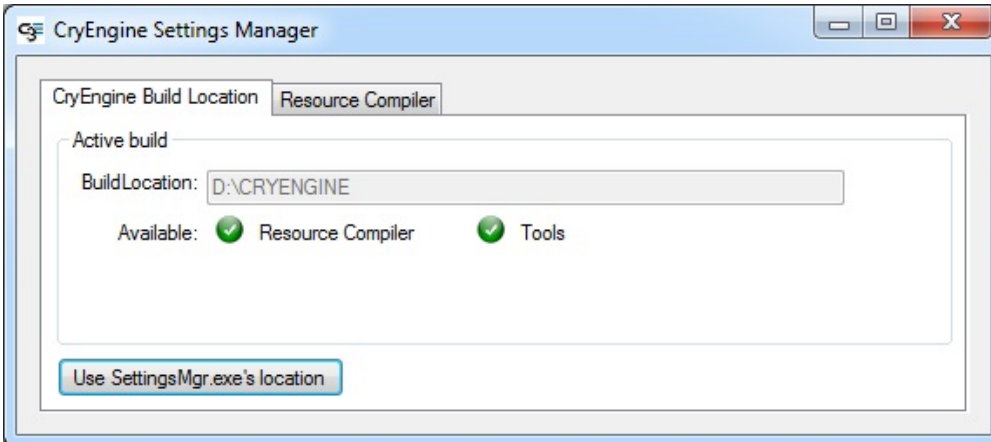 CryEngine Settings Manager
CryEngine Build Location
Resource Compiler
Active build
BuildLocation: D:\CRYENGINE
Available: Resource Compiler Tools
Use SettingsMgr.exe's location